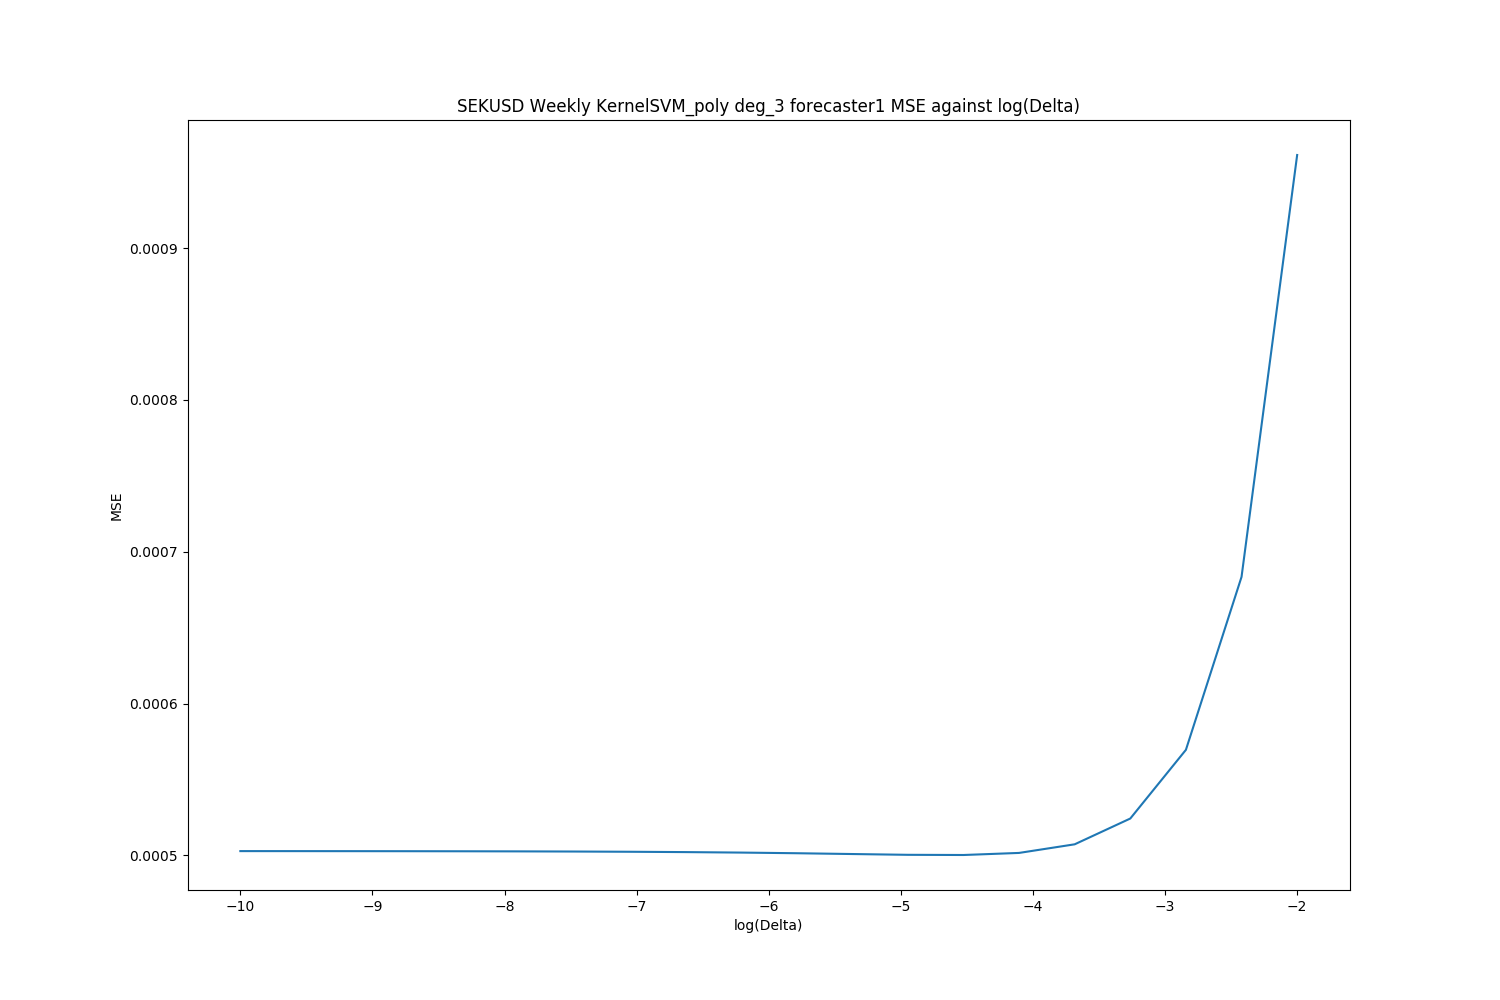 SEKUSD Weekly KernelSVM_poly deg_3 forecaster1 MSE against log(Delta)
0.0009
0.0008
0.0007
0.0006
0.0005
MSE
−10 −9 −8 −7 −6 −5 −4 −3 −2
log(Delta)